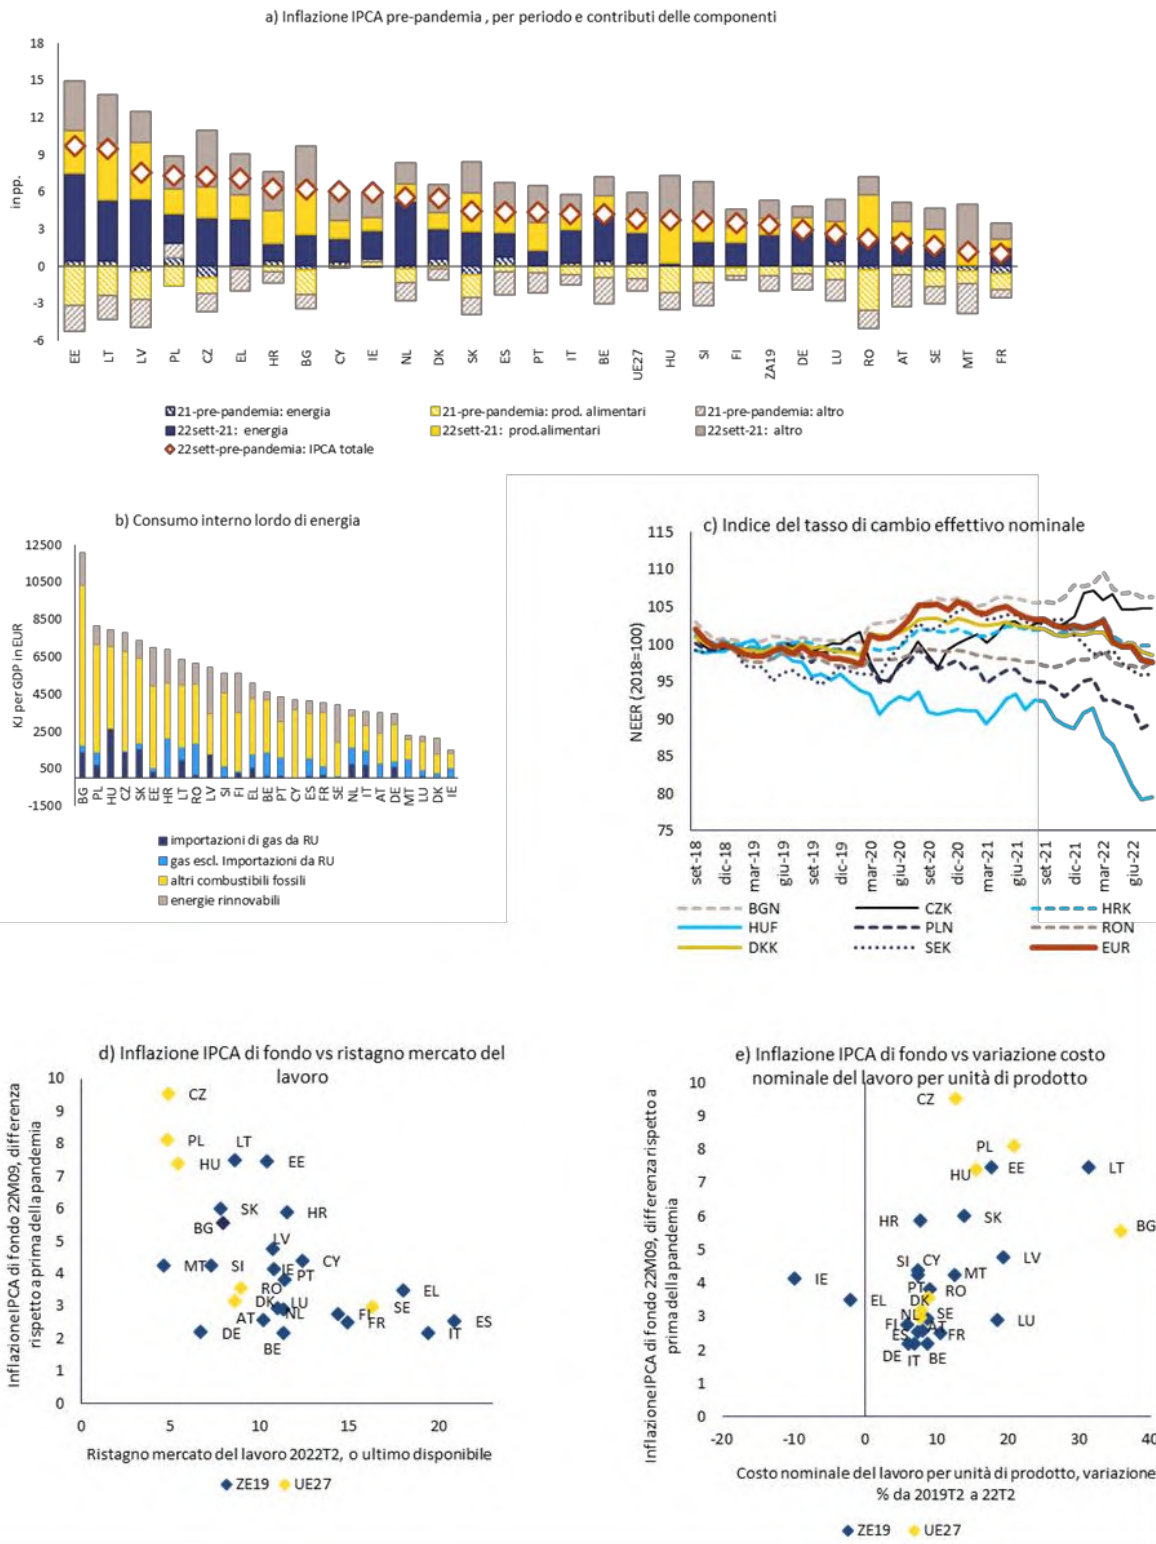 a) Inflazione IPCA pre-pandemia , per periodo e contributi delle componenti
in pp.
18
15
12
9
6
3
0
-3
-6
EE LT LV PL CZ EL HR BG CY IE NL DK SK ES PT IT BE UE27 HU SI FI ZA19 DE LU RO AT SE MT FR
21-pre-pandemia: energia
21-pre-pandemia: prod. alimentari
21-pre-pandemia: altro
22sett-21: energia
22sett-21: prod.alimentari
22sett-21: altro
22sett-pre-pandemia: IPCA totale
b) Consumo interno lordo di energia
KJ per GDP in EUR
12500
10500
8500
6500
4500
2500
500
-1500
BG PL HU CZ SK EE HR LT RO LV SI FI EL BE PT CY ES FR SE NL IT AT DE MT LU DK IE
importazioni di gas da RU
gas escl. Importazioni da RU
altri combustibili fossili
energie rinnovabili
c) Indice del tasso di cambio effettivo nominale
NEER (2018=100)
115
110
105
100
95
90
85
80
75
set-18 dic-18 mar-19 giu-19 set-19 dic-19 mar-20 giu-20 set-20 dic-20 mar-21 giu-21 set-21 dic-21 mar-22 giu-22
BGN CZK HRK
HUF PLN RON
DKK SEK EUR
d) Inflazione IPCA di fondo vs ristagno mercato del
lavoro
Inflazione IPCA di fondo 22M09, differenza
rispetto a prima della pandemia
10
9
8
7
6
5
4
3
2
1
0
CZ
PL LT
HU EE
SK HR
BG
LV
MT SI IE CY
PT
RO EL
DK LU SE
AT NL FI FR ES
DE BE IT
0 5 10 15 20
Ristagno mercato del lavoro 2022T2, o ultimo disponibile
ZE19 UE27
e) Inflazione IPCA di fondo vs variazione costo
nominale del lavoro per unità di prodotto
Inflazione IPCA di fondo 22M09, differenza rispetto a
prima della pandemia
10
9
8
7
6
5
4
3
2
1
0
CZ
PL
HU EE LT
HR SK BG
LV
SI CY MT
IE PT RO
EL DK
NL SE LU
FI AT
ES FR
DE IT BE
-20 -10 0 10 20 30 40
Costo nominale del lavoro per unità di prodotto, variazione
% da 2019T2 a 22T2
ZE19 UE27